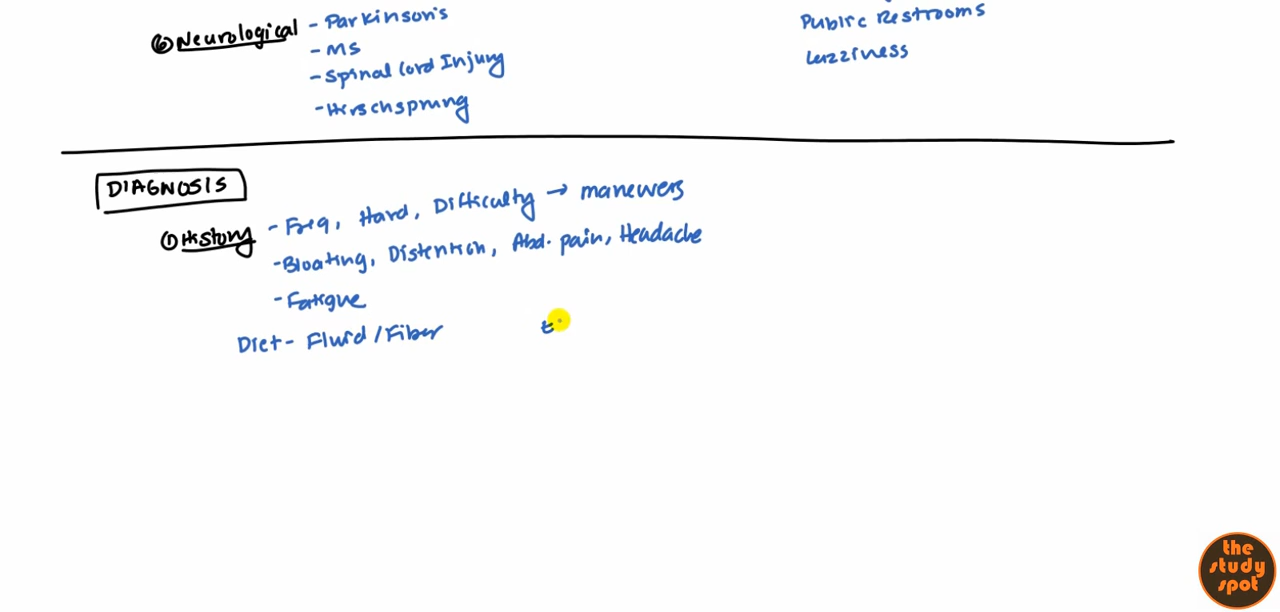 ⑥ Neurological - Parkinson's
- MS
- Spinal Cord Injury
- Hirschsprung
Public Restrooms
Luzziness
DIAGNOSIS
① History - Freq, Hard, Difficulty → maneuvers
- Bloating, Distention, Abd. pain, Headache
- Fatigue
Diet - Fluid / Fiber
t
the
study
spot